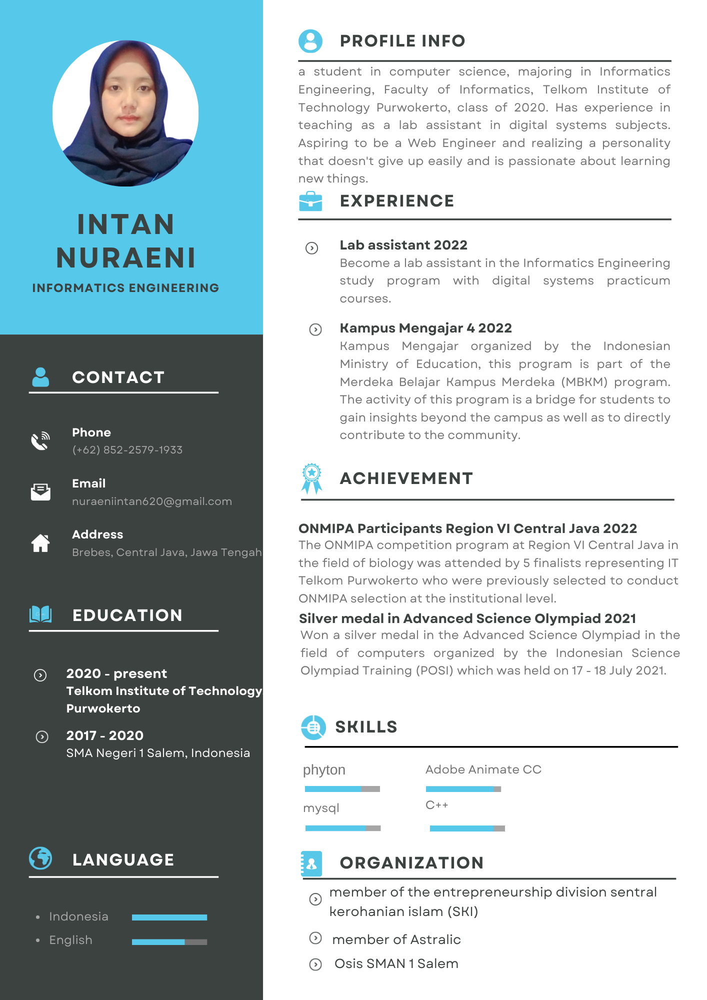 INTAN
NURAENI
INFORMATICS ENGINEERING
CONTACT
Phone
(+62) 852-2579-1933
Email
nuraeniintan620@gmail.com
Address
Brebes, Central Java, Jawa Tengah
EDUCATION
2020 - present
Telkom Institute of Technology
Purwokerto
2017 - 2020
SMA Negeri 1 Salem, Indonesia
LANGUAGE
• Indonesia
• English
PROFILE INFO
a student in computer science, majoring in Informatics
Engineering, Faculty of Informatics, Telkom Institute of
Technology Purwokerto, class of 2020. Has experience in
teaching as a lab assistant in digital systems subjects.
Aspiring to be a Web Engineer and realizing a personality
that doesn't give up easily and is passionate about learning
new things.
EXPERIENCE
Lab assistant 2022
Become a lab assistant in the Informatics Engineering
study program with digital systems practicum
courses.
Kampus Mengajar 4 2022
Kampus Mengajar organized by the Indonesian
Ministry of Education, this program is part of the
Merdeka Belajar Kampus Merdeka (MBKM) program.
The activity of this program is a bridge for students to
gain insights beyond the campus as well as to directly
contribute to the community.
ACHIEVEMENT
ONMIPA Participants Region VI Central Java 2022
The ONMIPA competition program at Region VI Central Java in
the field of biology was attended by 5 finalists representing IT
Telkom Purwokerto who were previously selected to conduct
ONMIPA selection at the institutional level.
Silver medal in Advanced Science Olympiad 2021
Won a silver medal in the Advanced Science Olympiad in the
field of computers organized by the Indonesian Science
Olympiad Training (POSI) which was held on 17 - 18 July 2021.
SKILLS
phyton
Adobe Animate CC
mysql
C++
ORGANIZATION
member of the entrepreneurship division sentral
kerohanian islam (SKI)
member of Astralic
Osis SMAN 1 Salem